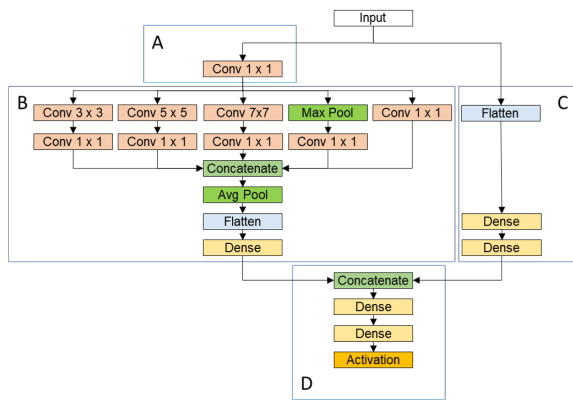 Input
A
Conv 1 x 1
B
C
Conv 3 x 3
Conv 5 x 5
Conv 7x7
Max Pool
Conv 1 x 1
Flatten
Conv 1 x 1
Conv 1 x 1
Conv 1 x 1
Conv 1 x 1
Concatenate
Avg Pool
Flatten
Dense
Dense
Dense
Concatenate
Dense
Dense
Activation
D